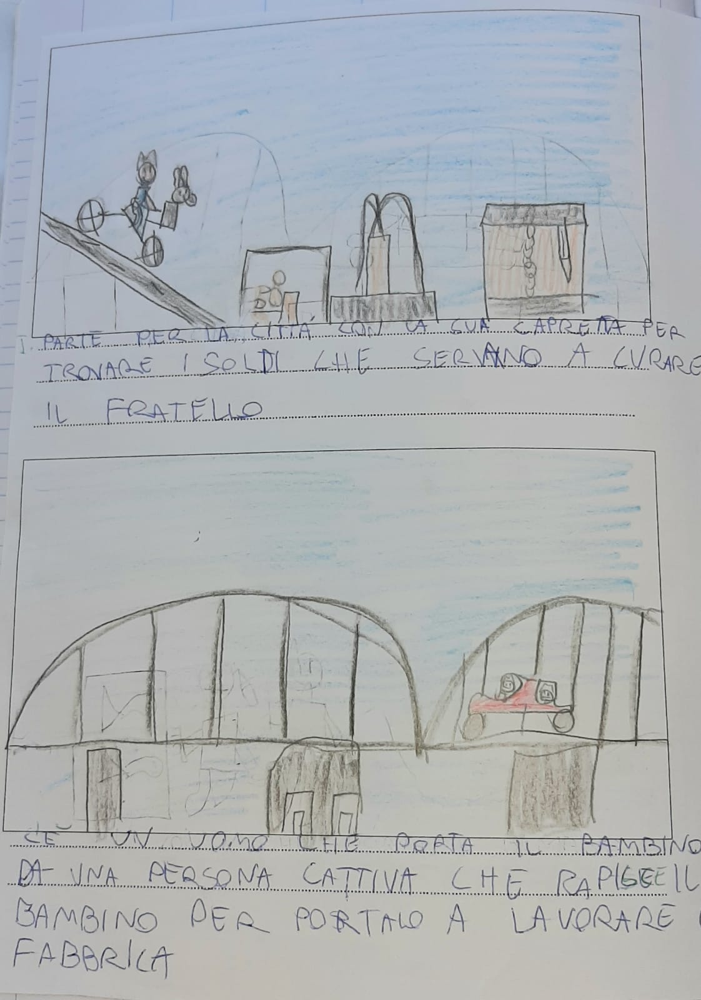 PARTE PER LA CITTÁ CON LA SUA CAPRETTA PER
TROVARE I SOLDI CHE SERVANO A CURARE
IL FRATELLO
CÈ UN UOMO CHE PORTA IL BAMBINO
DA UNA PERSONA CATTIVA CHE RAPISCE IL
BAMBINO PER PORTALO A LAVORARE
FABBRICA